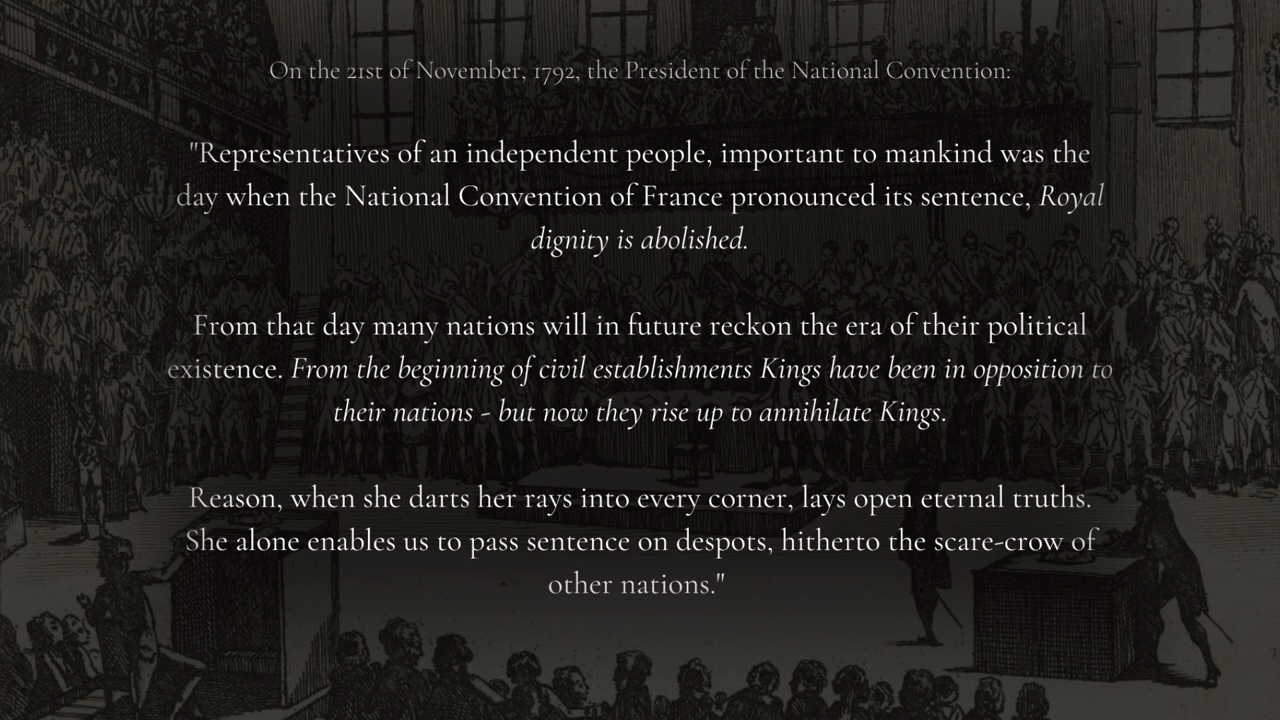 On the 21st of November, 1792, the President of the National Convention:
"Representatives of an independent people, important to mankind was the
day when the National Convention of France pronounced its sentence, Royal
dignity is abolished.
From that day many nations will in future reckon the era of their political
existence. From the beginning of civil establishments Kings have been in opposition to
their nations - but now they rise up to annihilate Kings.
Reason, when she darts her rays into every corner, lays open eternal truths.
She alone enables us to pass sentence on despots, hitherto the scare-crow of
other nations."